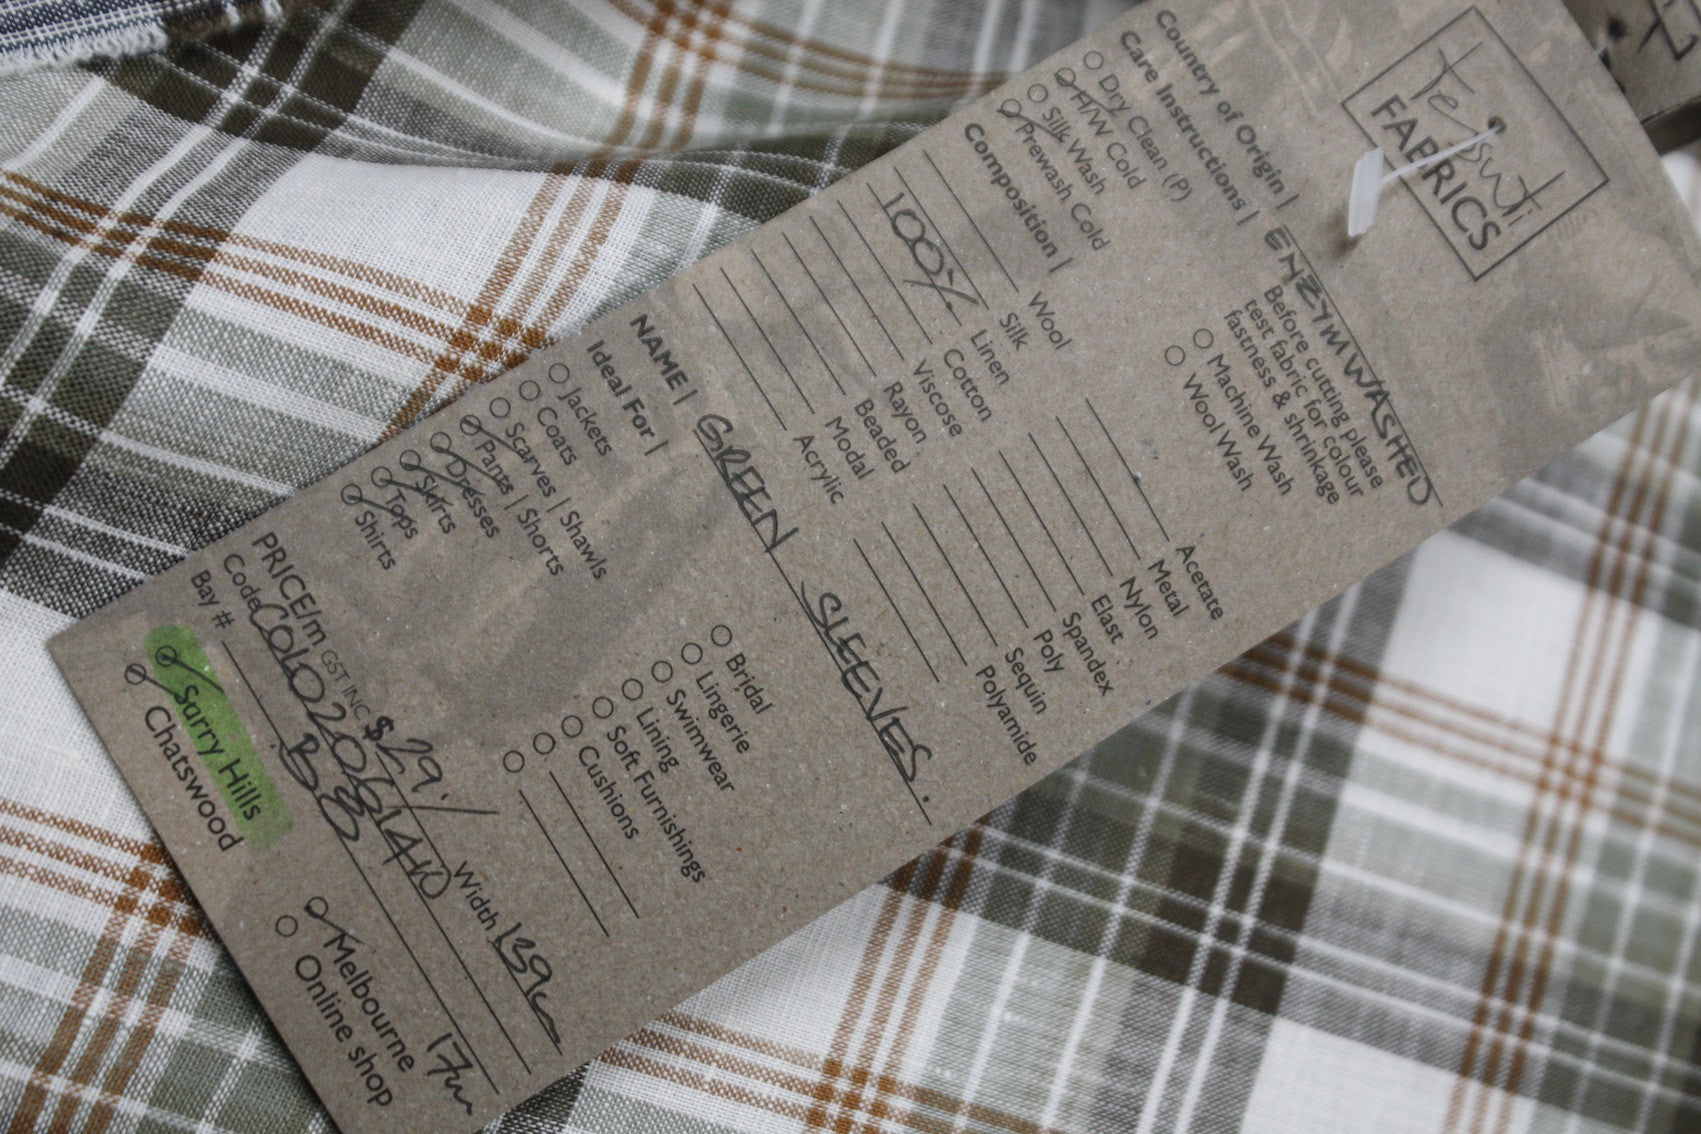 Tessuti
FABRICS
Country of Origin | ENZYMWASHED
Care Instructions |
Before cutting please
test fabric for colour
fastness & shrinkage
Dry Clean (P)
H/W Cold
Silk Wash
Prewash Cold
Machine Wash
Wool Wash
Composition |
Wool
Silk
100% Linen
Cotton
Viscose
Rayon
Beaded
Modal
Acrylic
Acetate
Metal
Nylon
Elast
Spandex
Poly
Sequin
Polyamide
NAME | GREEN SLEEVES.
Ideal For |
Jackets
Coats
Scarves | Shawls
Pants | Shorts
Dresses
Skirts
Tops
Shirts
Bridal
Lingerie
Swimwear
Lining
Soft Furnishings
Cushions
PRICE/m GST INC $29. Width 139c
Code
Bay # B8 17m
Surry Hills
Chatswood
Melbourne
Online shop